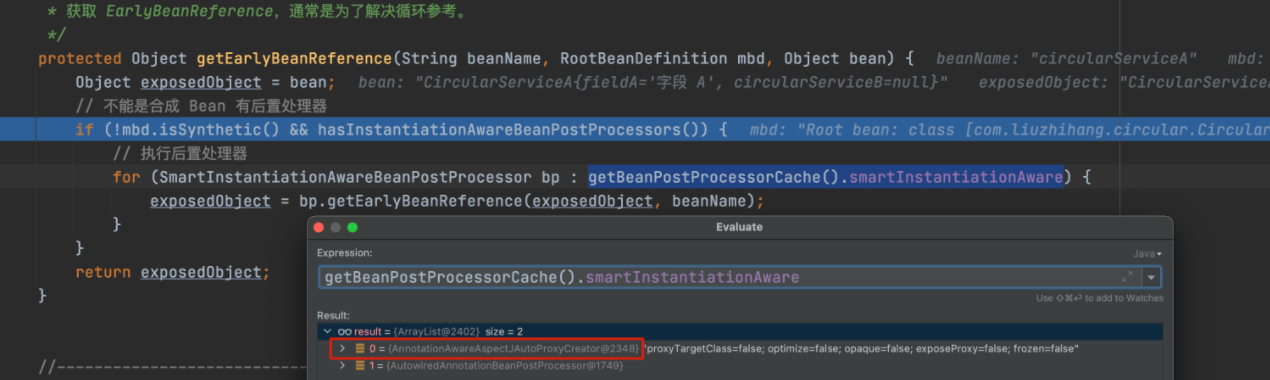 * 获取 EarlyBeanReference，通常是为了解决循环参考。
*/
protected Object getEarlyBeanReference(String beanName, RootBeanDefinition mbd, Object bean) { beanName: "circularServiceA" mbd:
Object exposedObject = bean; bean: "CircularServiceA{fieldA='字段 A', circularServiceB=null}" exposedObject: "CircularService
// 不能是合成 Bean 有后置处理器
if (!mbd.isSynthetic() && hasInstantiationAwareBeanPostProcessors()) { mbd: "Root bean: class [com.liuzhihang.circular.Circular
// 执行后置处理器
for (SmartInstantiationAwareBeanPostProcessor bp : getBeanPostProcessorCache().smartInstantiationAware) {
exposedObject = bp.getEarlyBeanReference(exposedObject, beanName);
}
}
return exposedObject;
}
//----------------------------
Evaluate
Expression:
Java
getBeanPostProcessorCache().smartInstantiationAware
Use ⇧⌘⏎ to add to Watches
Result:
result = {ArrayList@2402} size = 2
0 = {AnnotationAwareAspectJAutoProxyCreator@2348} "proxyTargetClass=false; optimize=false; opaque=false; exposeProxy=false; frozen=false"
1 = {AutowiredAnnotationBeanPostProcessor@1749}